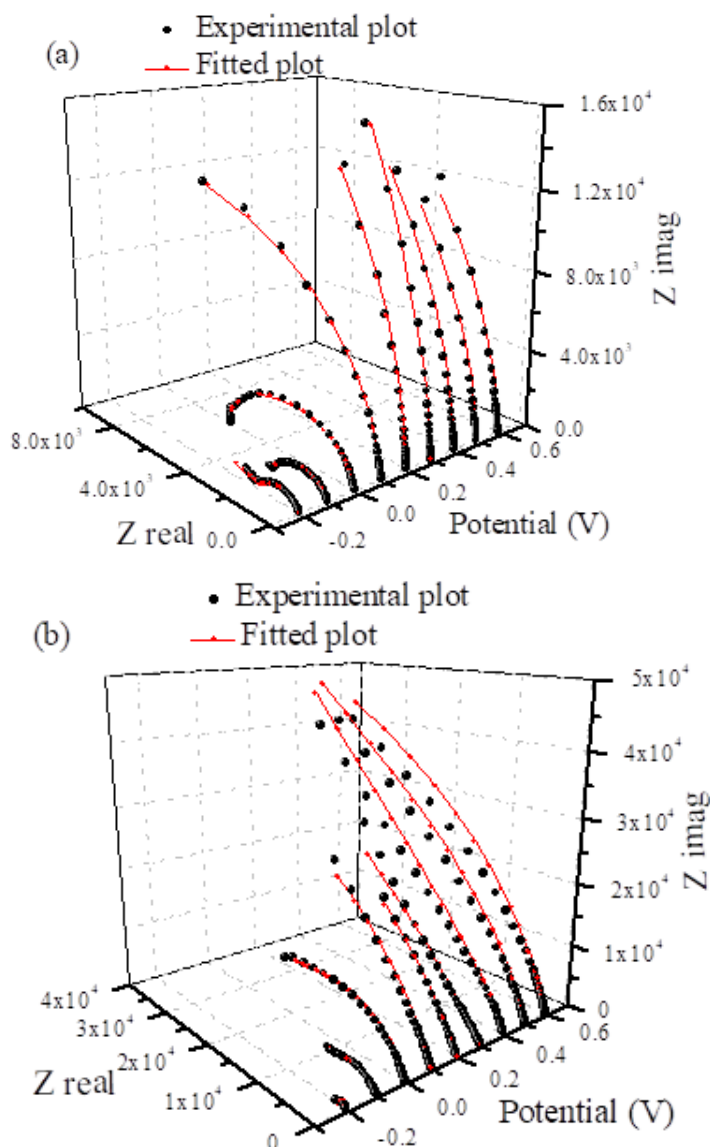 (a)
Experimental plot
Fitted plot
1.6x10⁴
1.2x10⁴
8.0x10³
4.0x10³
0.0
Z imag
8.0x10³
4.0x10³
0.0
Z real
-0.2
0.0
0.2
0.4
0.6
Potential (V)
(b)
Experimental plot
Fitted plot
5x10⁴
4x10⁴
3x10⁴
2x10⁴
1x10⁴
0
Z imag
4x10⁴
3x10⁴
2x10⁴
1x10⁴
0
Z real
-0.2
0.0
0.2
0.4
0.6
Potential (V)